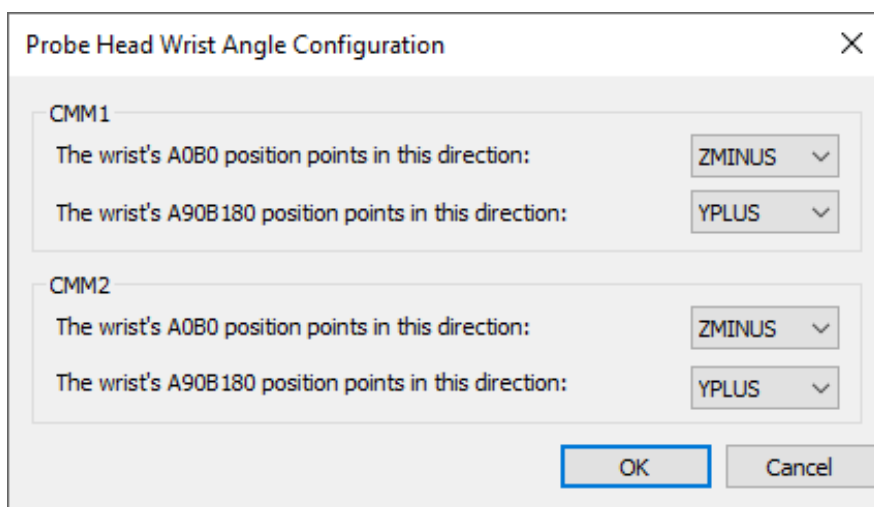 Probe Head Wrist Angle Configuration
CMM1
The wrist's A0B0 position points in this direction: ZMINUS
The wrist's A90B180 position points in this direction: YPLUS
CMM2
The wrist's A0B0 position points in this direction: ZMINUS
The wrist's A90B180 position points in this direction: YPLUS
OK Cancel